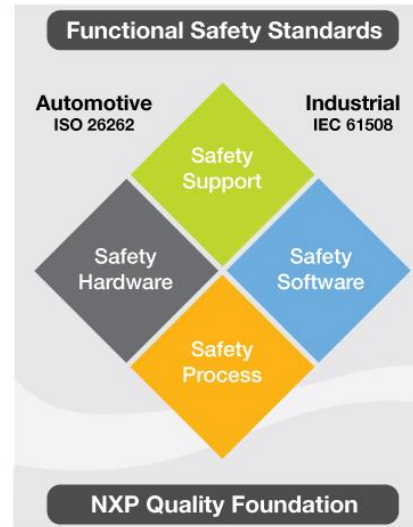 Functional Safety Standards
Automotive
ISO 26262
Industrial
IEC 61508
Safety
Support
Safety
Hardware
Safety
Software
Safety
Process
NXP Quality Foundation